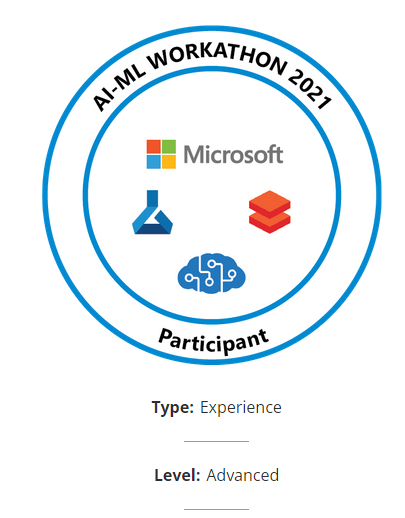 AI-ML WORKATHON 2021
Microsoft
Participant
Type: Experience
Level: Advanced